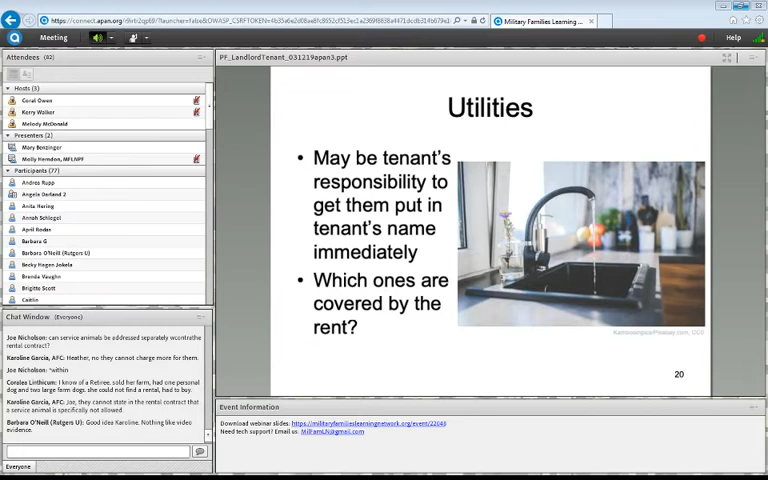 Military Families Learning ...
Meeting
Help
Attendees (82)
Hosts (3)
Coral Owen
Kerry Walker
Melody McDonald
Presenters (2)
Mary Benzinger
Molly Herndon, MFLNPF
Participants (77)
Andrea Rupp
Angela Darland 2
Anita Hering
Annah Schlegel
April Rodas
Barbara G
Barbara O'Neill (Rutgers U)
Becky Hagen Jokela
Brenda Vaughn
Brigitte Scott
Caitlin
Chat Window (Everyone)
Joe Nicholson: can service animals be addressed separately
rental contract?
Karoline Garcia, AFC: Heather, no they cannot charge more for them.
Joe Nicholson: *within
Coralee Linthicum: I know of a Retree. sold her farm, had one personal
dog and two large farm dogs. she could not find a rental, had to buy.
Karoline Garcia, AFC: Joe, they cannot state in the rental contract that
a service animal is specifically not allowed
Barbara O'Neill (Rutgers U): Good idea Karoline. Nothing like video
evidence.
Everyone
PF_LandlordTenant_031219apan3.ppt
Utilities
• May be tenant's
responsibility to
get them put in
tenant's name
immediately
• Which ones are
covered by the
rent?
20
Event Information
Download webinar slides: https://militaryfamilieslearningnetwork.org/event/22048
Need tech support? Email us: MilFamLN@gmail.com